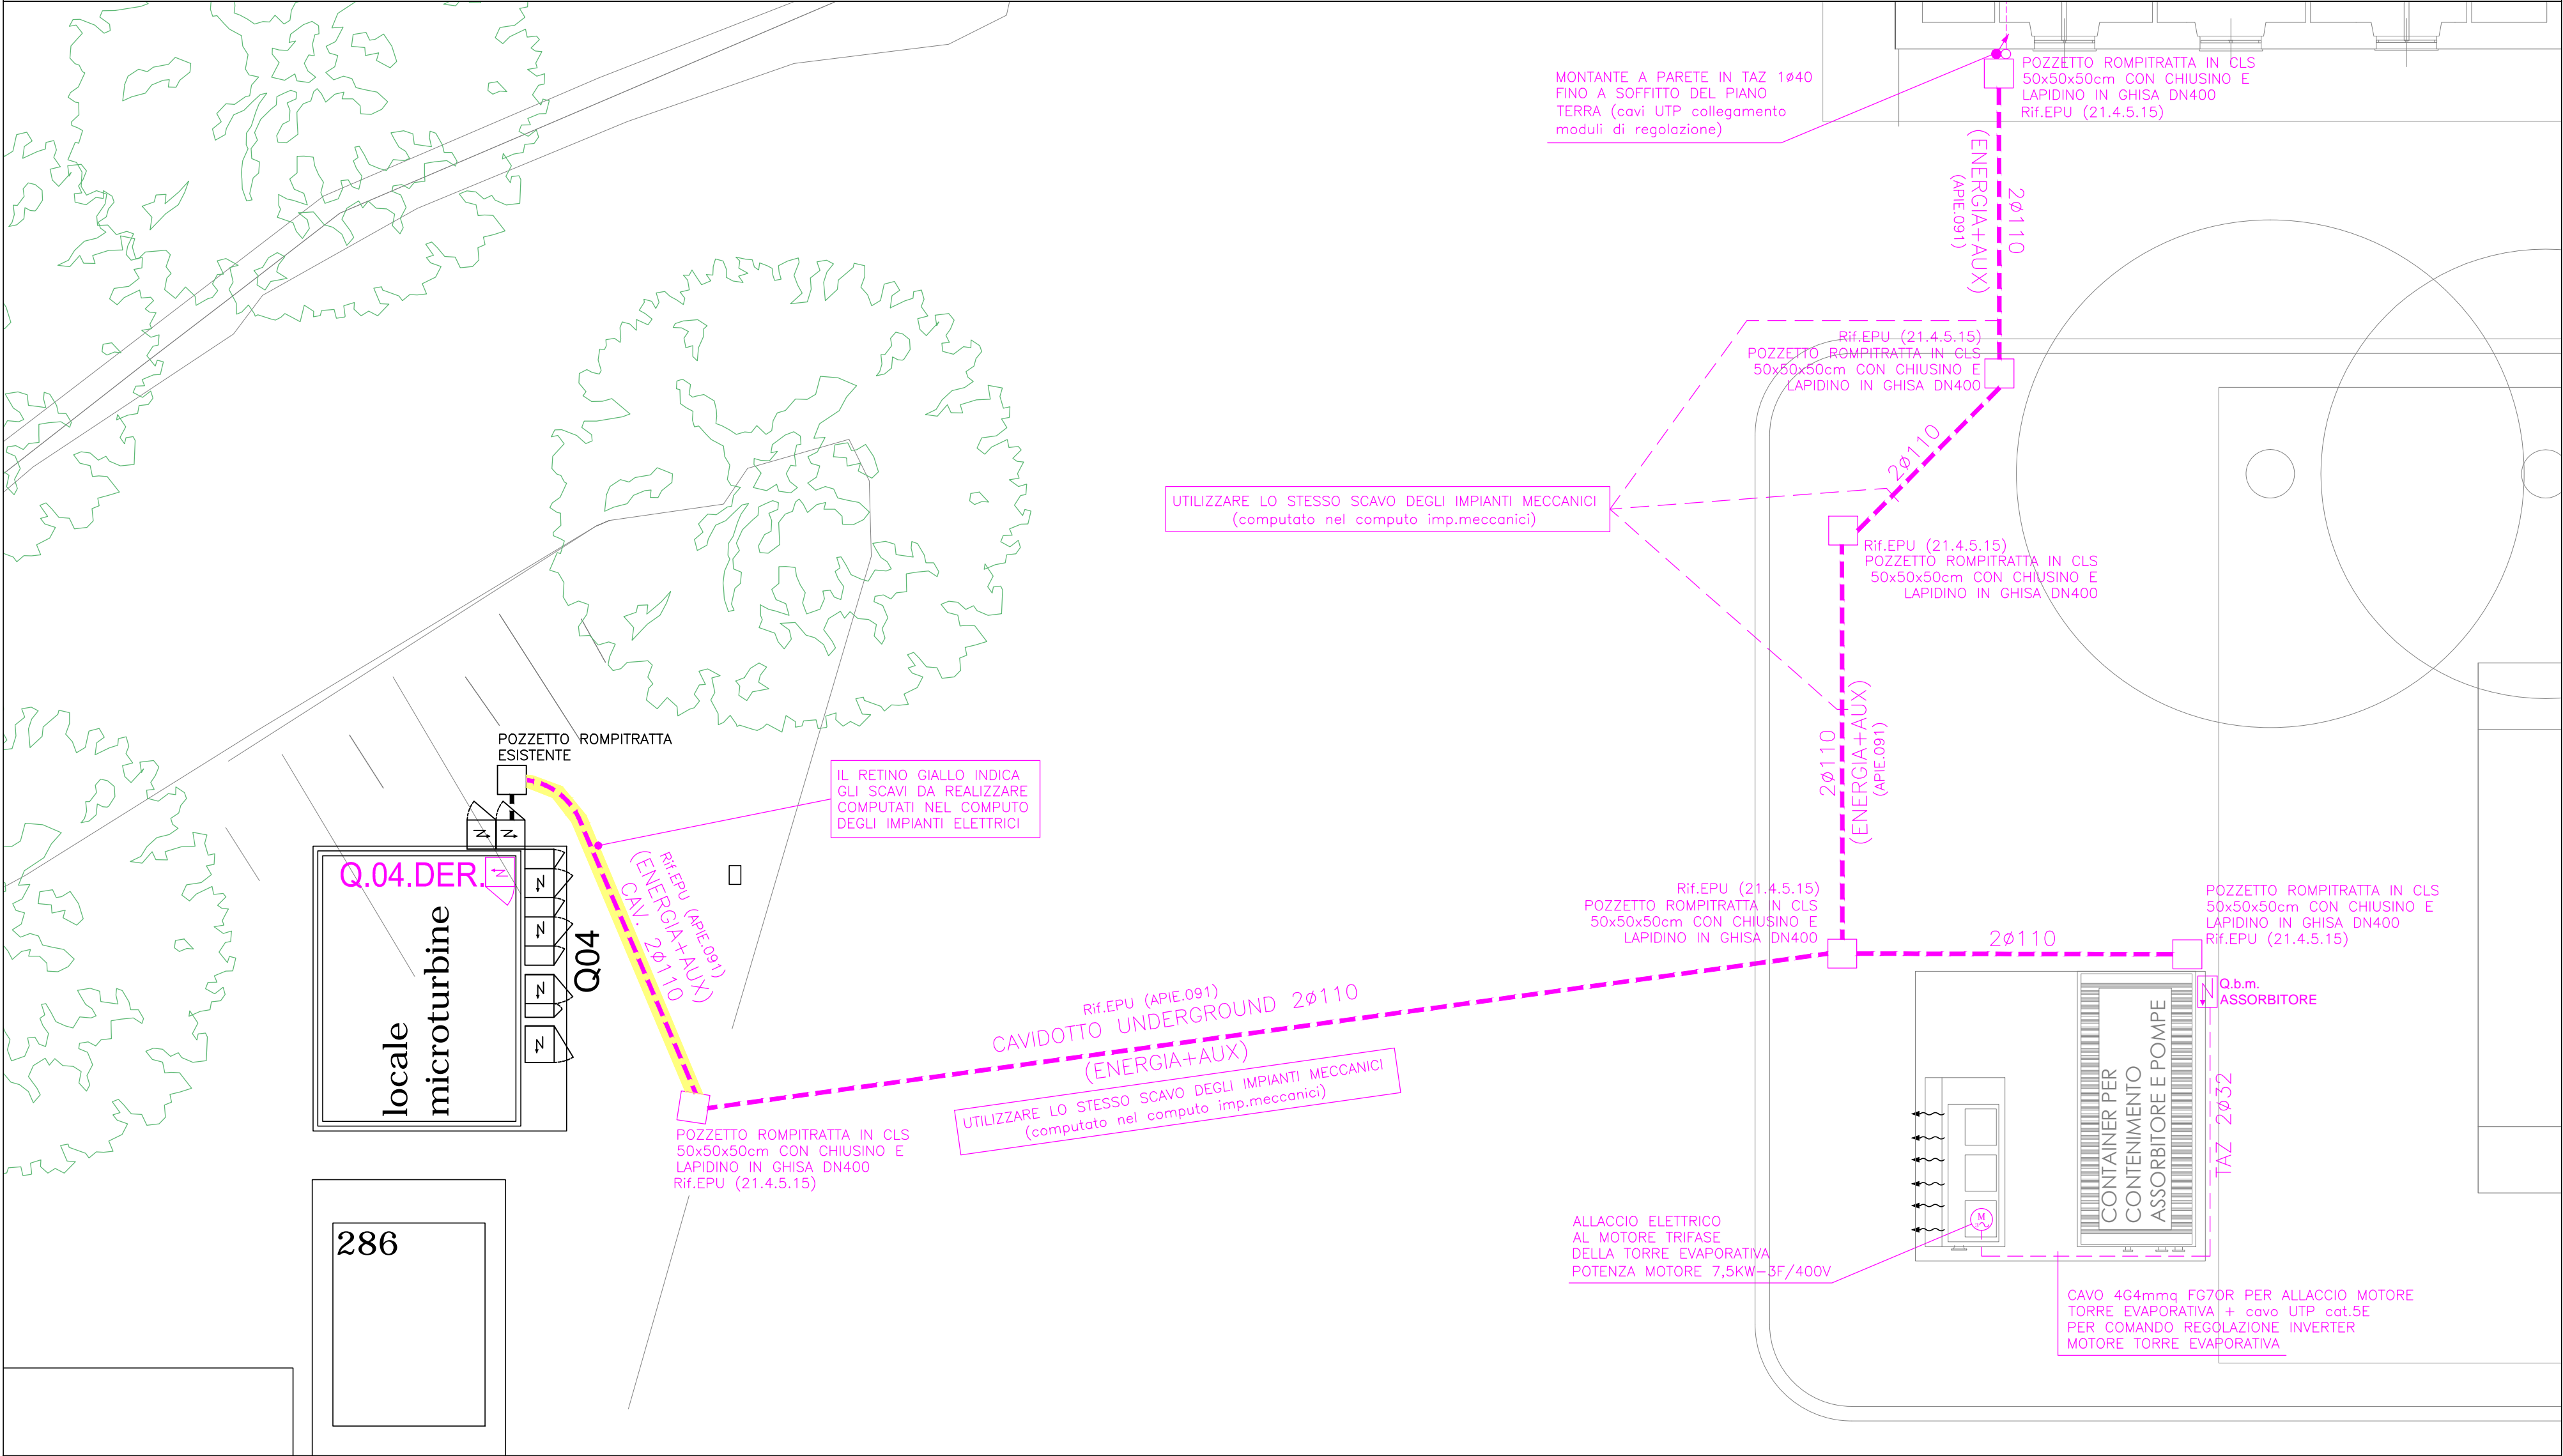 MONTANTE A PARETE IN TAZ 1ø40
FINO A SOFFITTO DEL PIANO
TERRA (cavi UTP collegamento
moduli di regolazione)
POZZETTO ROMPITRATTA IN CLS
50x50x50cm CON CHIUSINO E
LAPIDINO IN GHISA DN400
Rif.EPU (21.4.5.15)
2ø110
(ENERGIA+AUX)
(APIE.091)
Rif.EPU (21.4.5.15)
POZZETTO ROMPITRATTA IN CLS
50x50x50cm CON CHIUSINO E
LAPIDINO IN GHISA DN400
2ø110
UTILIZZARE LO STESSO SCAVO DEGLI IMPIANTI MECCANICI
(computato nel computo imp.meccanici)
Rif.EPU (21.4.5.15)
POZZETTO ROMPITRATTA IN CLS
50x50x50cm CON CHIUSINO E
LAPIDINO IN GHISA DN400
2ø110
(ENERGIA+AUX)
(APIE.091)
POZZETTO ROMPITRATTA
ESISTENTE
IL RETINO GIALLO INDICA
GLI SCAVI DA REALIZZARE
COMPUTATI NEL COMPUTO
DEGLI IMPIANTI ELETTRICI
N
N
Q.04.DER.
N
N
N
N
N
locale
microturbine
Q04
Rif.EPU (APIE.091)
(ENERGIA+AUX)
CAV. 2ø110
Rif.EPU (21.4.5.15)
POZZETTO ROMPITRATTA IN CLS
50x50x50cm CON CHIUSINO E
LAPIDINO IN GHISA DN400
2ø110
POZZETTO ROMPITRATTA IN CLS
50x50x50cm CON CHIUSINO E
LAPIDINO IN GHISA DN400
Rif.EPU (21.4.5.15)
N
Q.b.m.
ASSORBITORE
Rif.EPU (APIE.091)
CAVIDOTTO UNDERGROUND 2ø110
(ENERGIA+AUX)
UTILIZZARE LO STESSO SCAVO DEGLI IMPIANTI MECCANICI
(computato nel computo imp.meccanici)
POZZETTO ROMPITRATTA IN CLS
50x50x50cm CON CHIUSINO E
LAPIDINO IN GHISA DN400
Rif.EPU (21.4.5.15)
CONTAINER PER
CONTENIMENTO
ASSORBITORE E POMPE
TAZ 2ø32
286
ALLACCIO ELETTRICO
AL MOTORE TRIFASE
DELLA TORRE EVAPORATIVA
POTENZA MOTORE 7,5KW-3F/400V
M
3
CAVO 4G4mmq FG7OR PER ALLACCIO MOTORE
TORRE EVAPORATIVA + cavo UTP cat.5E
PER COMANDO REGOLAZIONE INVERTER
MOTORE TORRE EVAPORATIVA